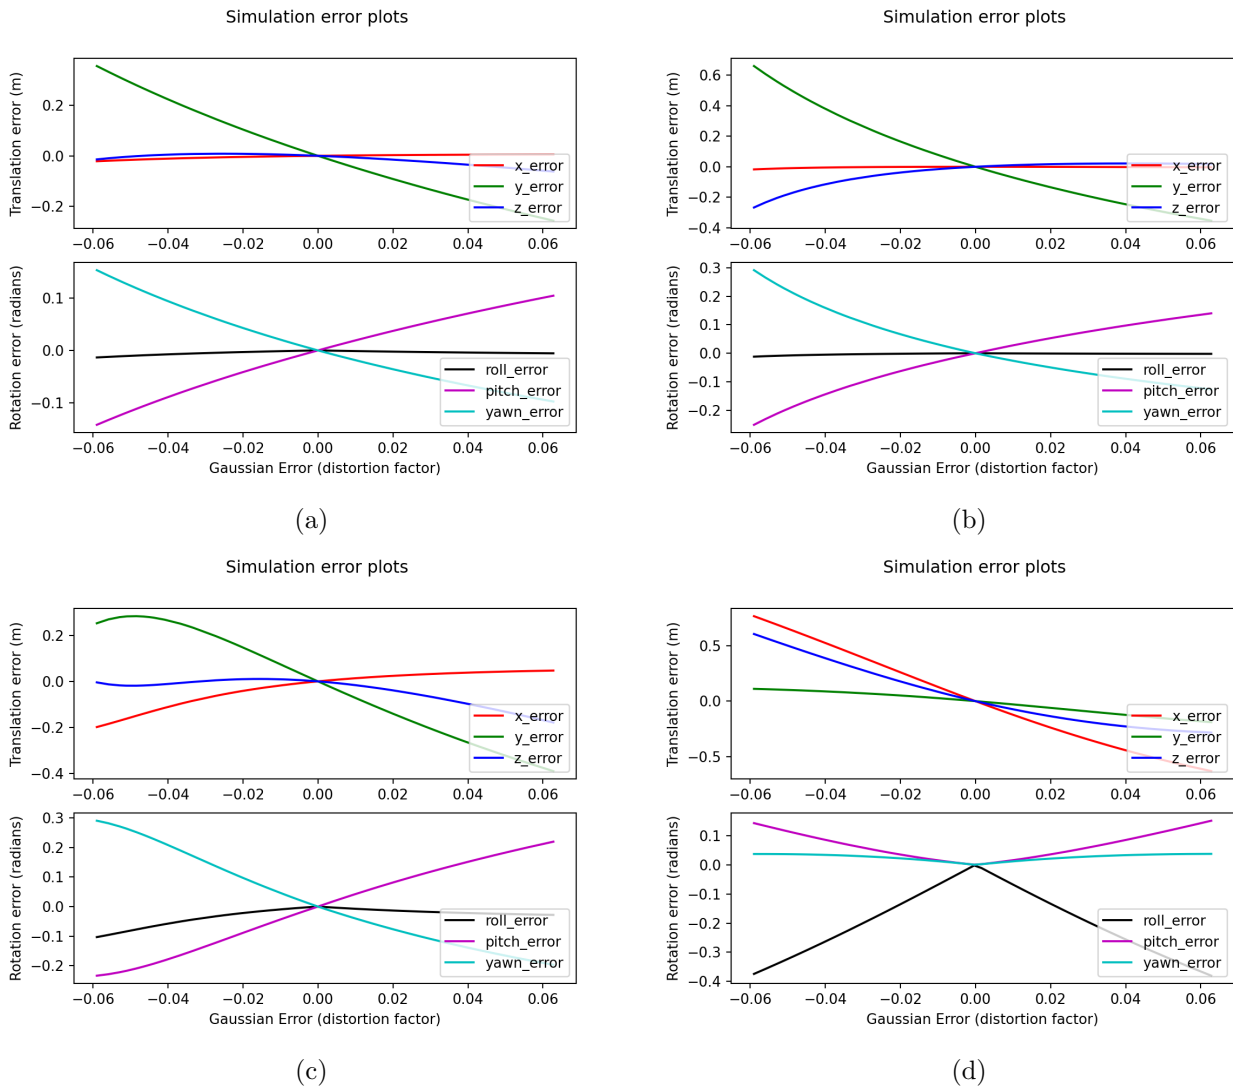 Simulation error plots
Translation error (m)
0.2
0.0
−0.2
x_error
y_error
z_error
−0.06 −0.04 −0.02 0.00 0.02 0.04 0.06
Rotation error (radians)
0.1
0.0
−0.1
roll_error
pitch_error
yawn_error
−0.06 −0.04 −0.02 0.00 0.02 0.04 0.06
Gaussian Error (distortion factor)
(a)
Simulation error plots
Translation error (m)
0.6
0.4
0.2
0.0
−0.2
−0.4
x_error
y_error
z_error
−0.06 −0.04 −0.02 0.00 0.02 0.04 0.06
Rotation error (radians)
0.3
0.2
0.1
0.0
−0.1
−0.2
roll_error
pitch_error
yawn_error
−0.06 −0.04 −0.02 0.00 0.02 0.04 0.06
Gaussian Error (distortion factor)
(b)
Simulation error plots
Translation error (m)
0.2
0.0
−0.2
−0.4
x_error
y_error
z_error
−0.06 −0.04 −0.02 0.00 0.02 0.04 0.06
Rotation error (radians)
0.3
0.2
0.1
0.0
−0.1
−0.2
roll_error
pitch_error
yawn_error
−0.06 −0.04 −0.02 0.00 0.02 0.04 0.06
Gaussian Error (distortion factor)
(c)
Simulation error plots
Translation error (m)
0.5
0.0
−0.5
x_error
y_error
z_error
−0.06 −0.04 −0.02 0.00 0.02 0.04 0.06
Rotation error (radians)
0.1
0.0
−0.1
−0.2
−0.3
−0.4
roll_error
pitch_error
yawn_error
−0.06 −0.04 −0.02 0.00 0.02 0.04 0.06
Gaussian Error (distortion factor)
(d)